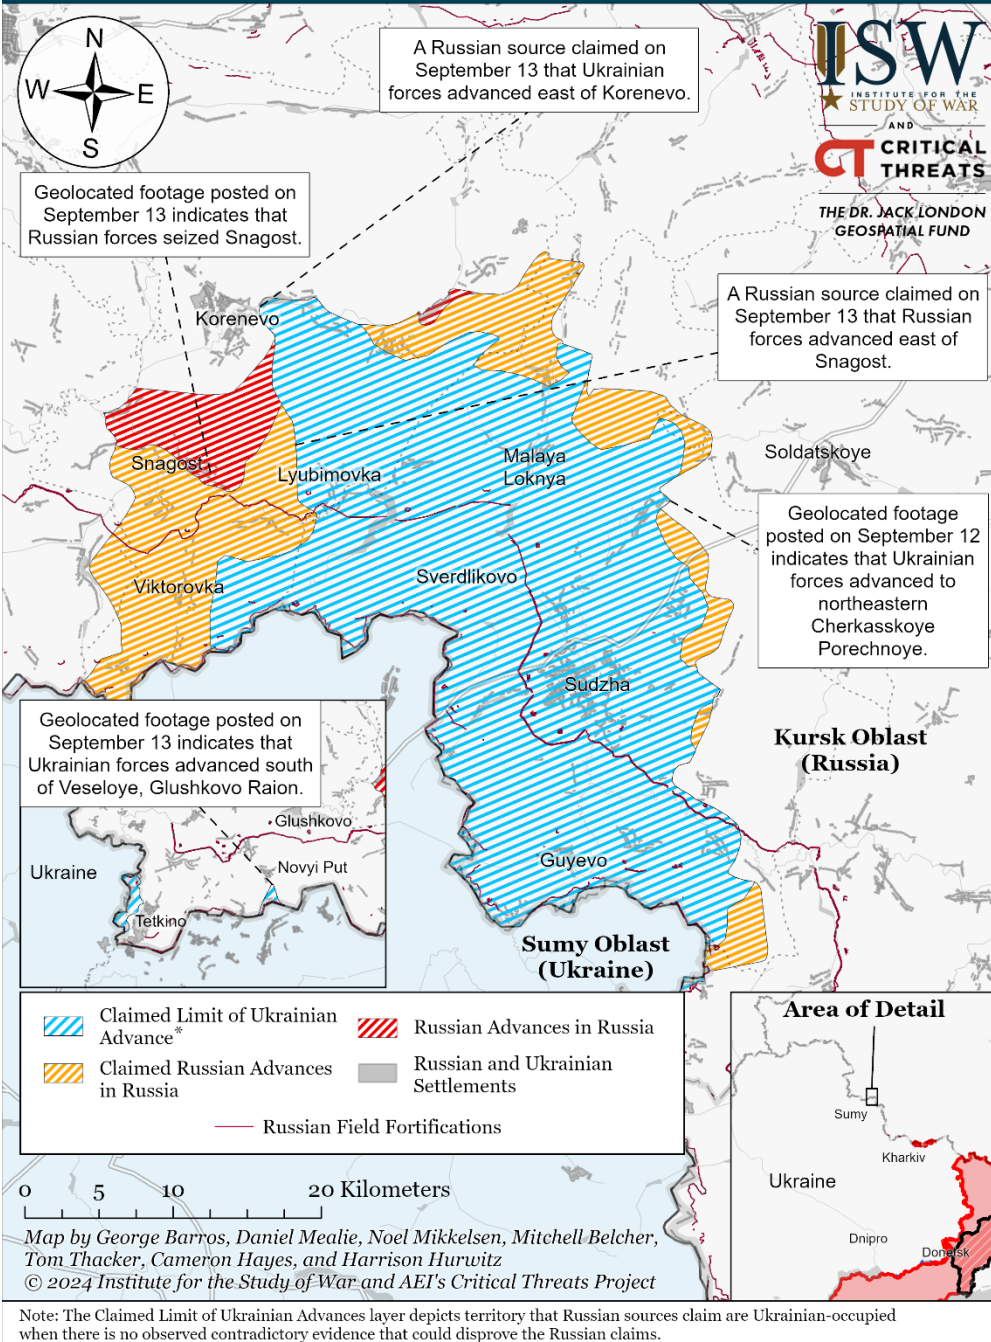 N
W
E
S
A Russian source claimed on
September 13 that Ukrainian
forces advanced east of Korenevo.
ISW
INSTITUTE FOR THE
STUDY OF WAR
AND
CT CRITICAL
THREATS
THE DR. JACK LONDON
GEOSPATIAL FUND
Geolocated footage posted on
September 13 indicates that
Russian forces seized Snagost.
A Russian source claimed on
September 13 that Russian
forces advanced east of
Snagost.
Korenevo
Snagost
Lyubimovka
Malaya
Loknya
Soldatskoye
Geolocated footage
posted on September 12
indicates that Ukrainian
forces advanced to
northeastern
Cherkasskoye
Porechnoye.
Viktorovka
Sverdlikovo
Sudzha
Kursk Oblast
(Russia)
Geolocated footage posted on
September 13 indicates that
Ukrainian forces advanced south
of Veseloye, Glushkovo Raion.
Glushkovo
Ukraine
Novyi Put
Tetkino
Guyevo
Sumy Oblast
(Ukraine)
Claimed Limit of Ukrainian
Advance*
Russian Advances in Russia
Claimed Russian Advances
in Russia
Russian and Ukrainian
Settlements
Russian Field Fortifications
Area of Detail
Sumy
Kharkiv
Ukraine
Dnipro
Donetsk
0 5 10 20 Kilometers
Map by George Barros, Daniel Mealie, Noel Mikkelsen, Mitchell Belcher,
Tom Thacker, Cameron Hayes, and Harrison Hurwitz
© 2024 Institute for the Study of War and AEI's Critical Threats Project
Note: The Claimed Limit of Ukrainian Advances layer depicts territory that Russian sources claim are Ukrainian-occupied
when there is no observed contradictory evidence that could disprove the Russian claims.